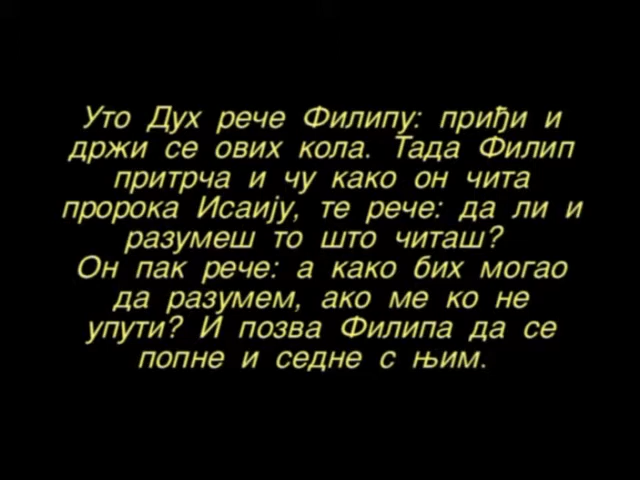 Уто Дух рече Филипу: приђи и
држи се ових кола. Тада Филип
притрча и чу како он чита
пророка Исаију, те рече: да ли и
разумеш то што читаш?
Он пак рече: а како бих могао
да разумем, ако ме ко не
упути? И позва Филипа да се
попне и седне с њим.